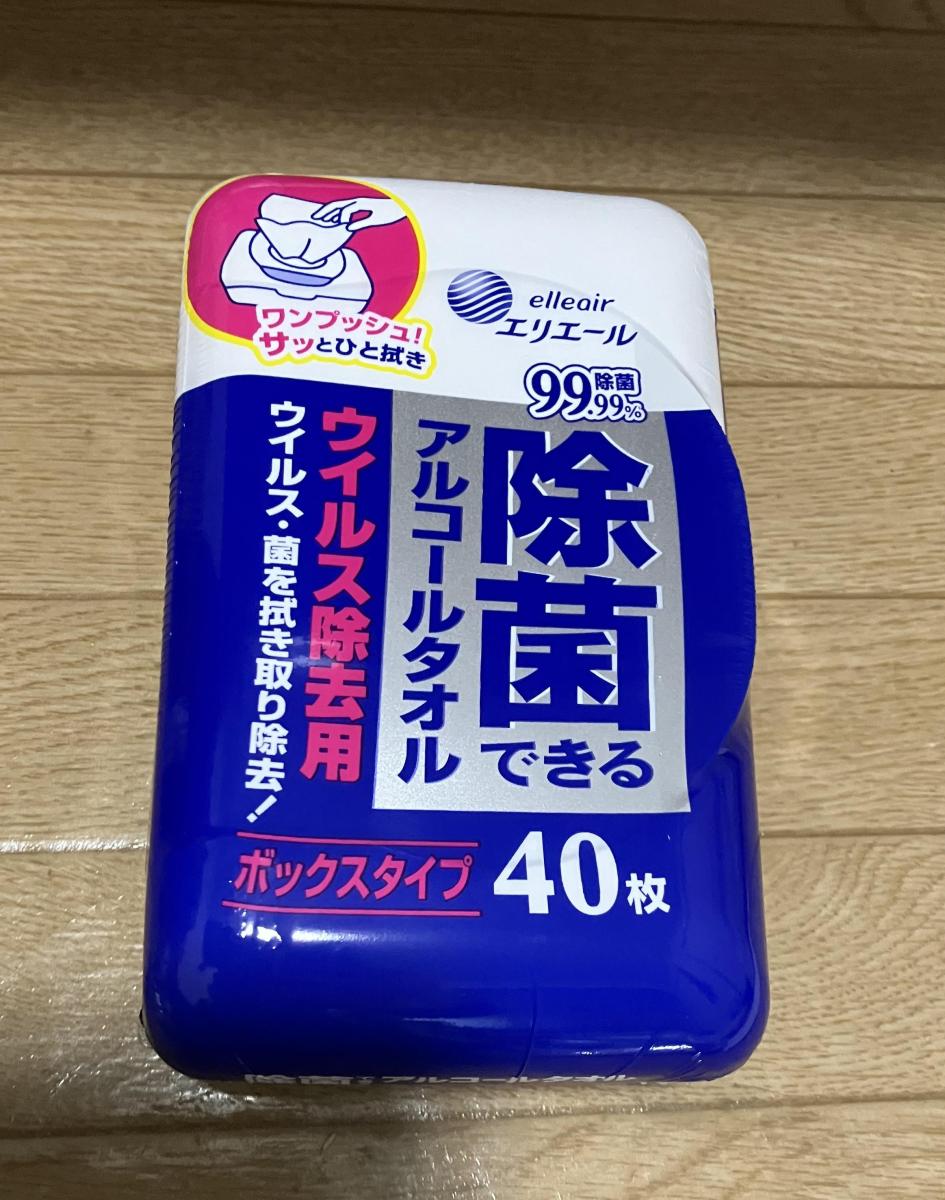 ワンプッシュ!
サッとひと拭き
elleair
エリエール
除菌
99.99%
除菌できる
アルコールタオル
ウイルス除去用
ウイルス・菌を拭き取り除去!
ボックスタイプ
40枚